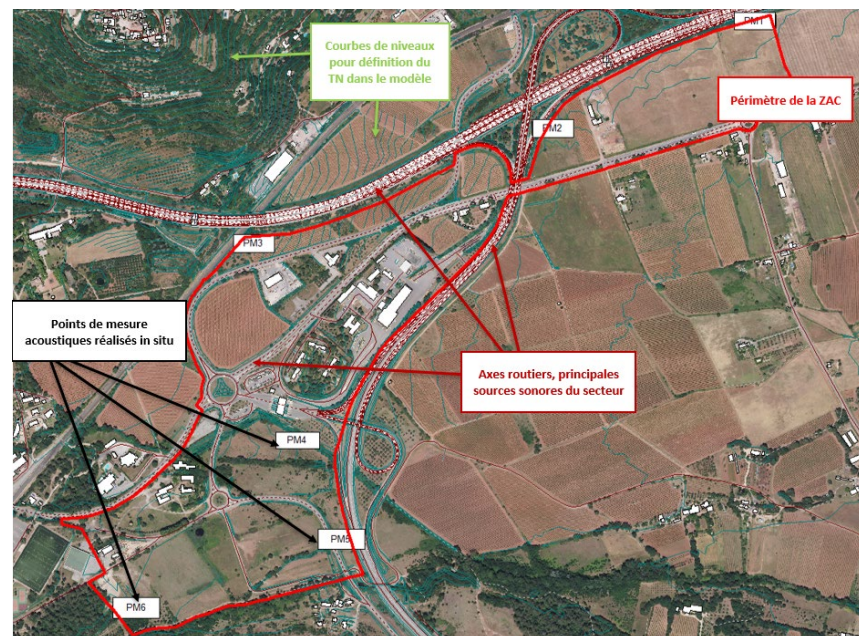 PM1
Courbes de niveaux
pour définition du
TN dans le modèle
Périmètre de la ZAC
PM2
PM3
Points de mesure
acoustiques réalisés in situ
Axes routiers, principales
sources sonores du secteur
PM4
PM5
PM6